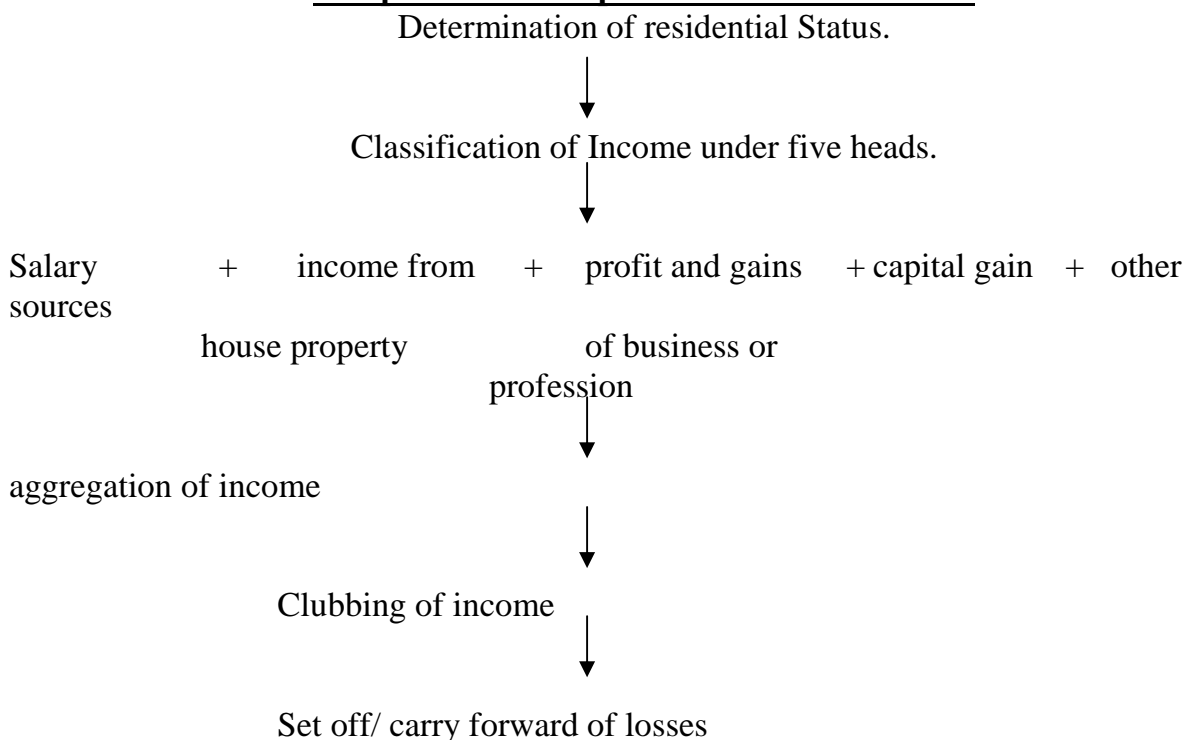 Determination of residential Status.
Classification of Income under five heads.
Salary + income from + profit and gains + capital gain + other
sources
house property of business or
profession
aggregation of income
Clubbing of income
Set off/ carry forward of losses